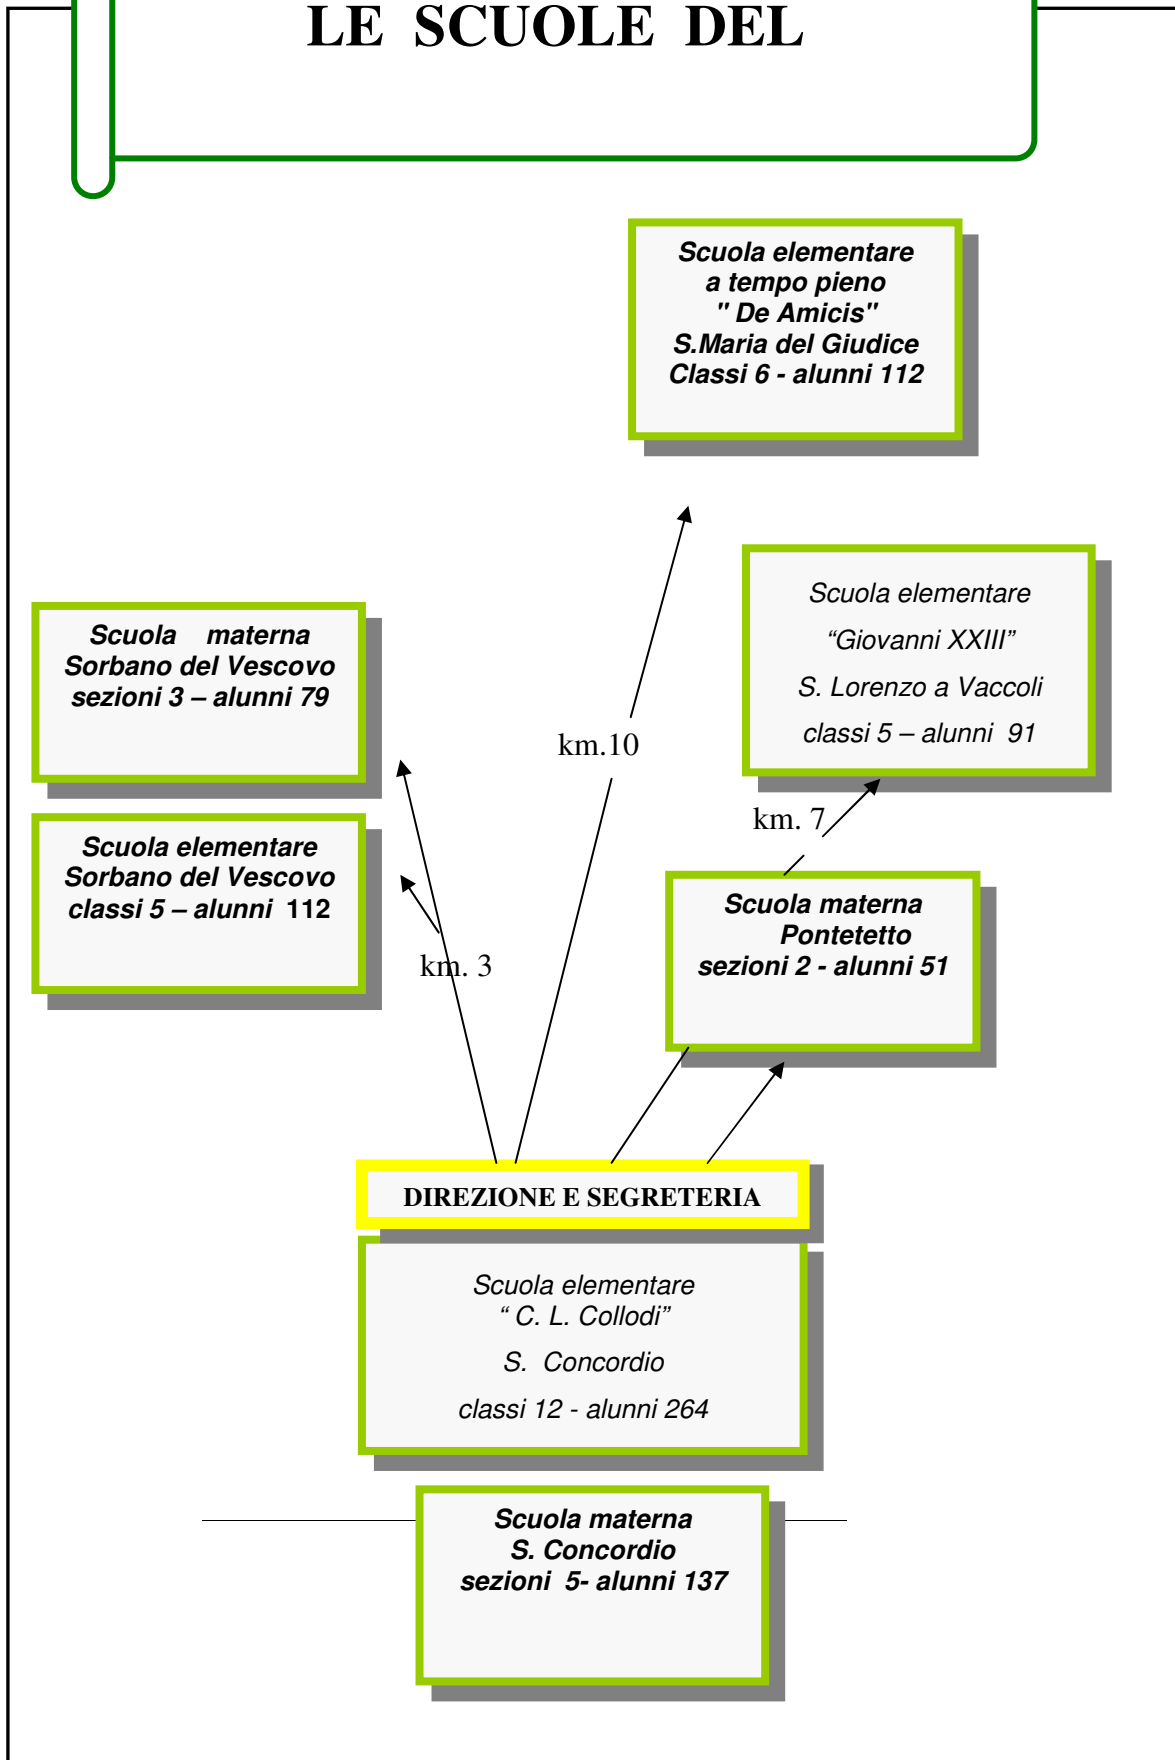 LE SCUOLE DEL
Scuola elementare
a tempo pieno
" De Amicis"
S.Maria del Giudice
Classi 6 - alunni 112
Scuola elementare
“Giovanni XXIII”
S. Lorenzo a Vaccoli
classi 5 – alunni 91
Scuola materna
Sorbano del Vescovo
sezioni 3 – alunni 79
km.10
km. 7
Scuola elementare
Sorbano del Vescovo
classi 5 – alunni 112
Scuola materna
Pontetetto
sezioni 2 - alunni 51
km. 3
DIREZIONE E SEGRETERIA
Scuola elementare
“ C. L. Collodi”
S. Concordio
classi 12 - alunni 264
Scuola materna
S. Concordio
sezioni 5- alunni 137